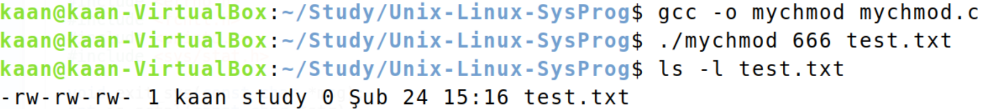 kaan@kaan-VirtualBox:~/Study/Unix-Linux-SysProg$ gcc -o mychmod mychmod.c
kaan@kaan-VirtualBox:~/Study/Unix-Linux-SysProg$ ./mychmod 666 test.txt
kaan@kaan-VirtualBox:~/Study/Unix-Linux-SysProg$ ls -l test.txt
-rw-rw-rw- 1 kaan study 0 Şub 24 15:16 test.txt